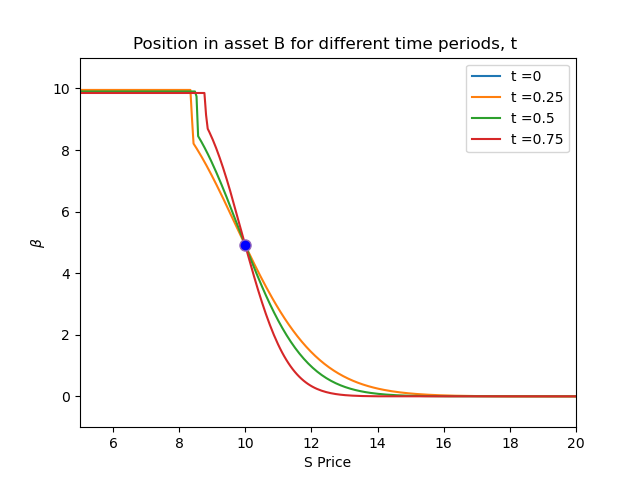 Position in asset B for different time periods, t
t =0
t =0.25
t =0.5
t =0.75
10
8
6
4
2
0
β
6
8
10
12
14
16
18
20
S Price